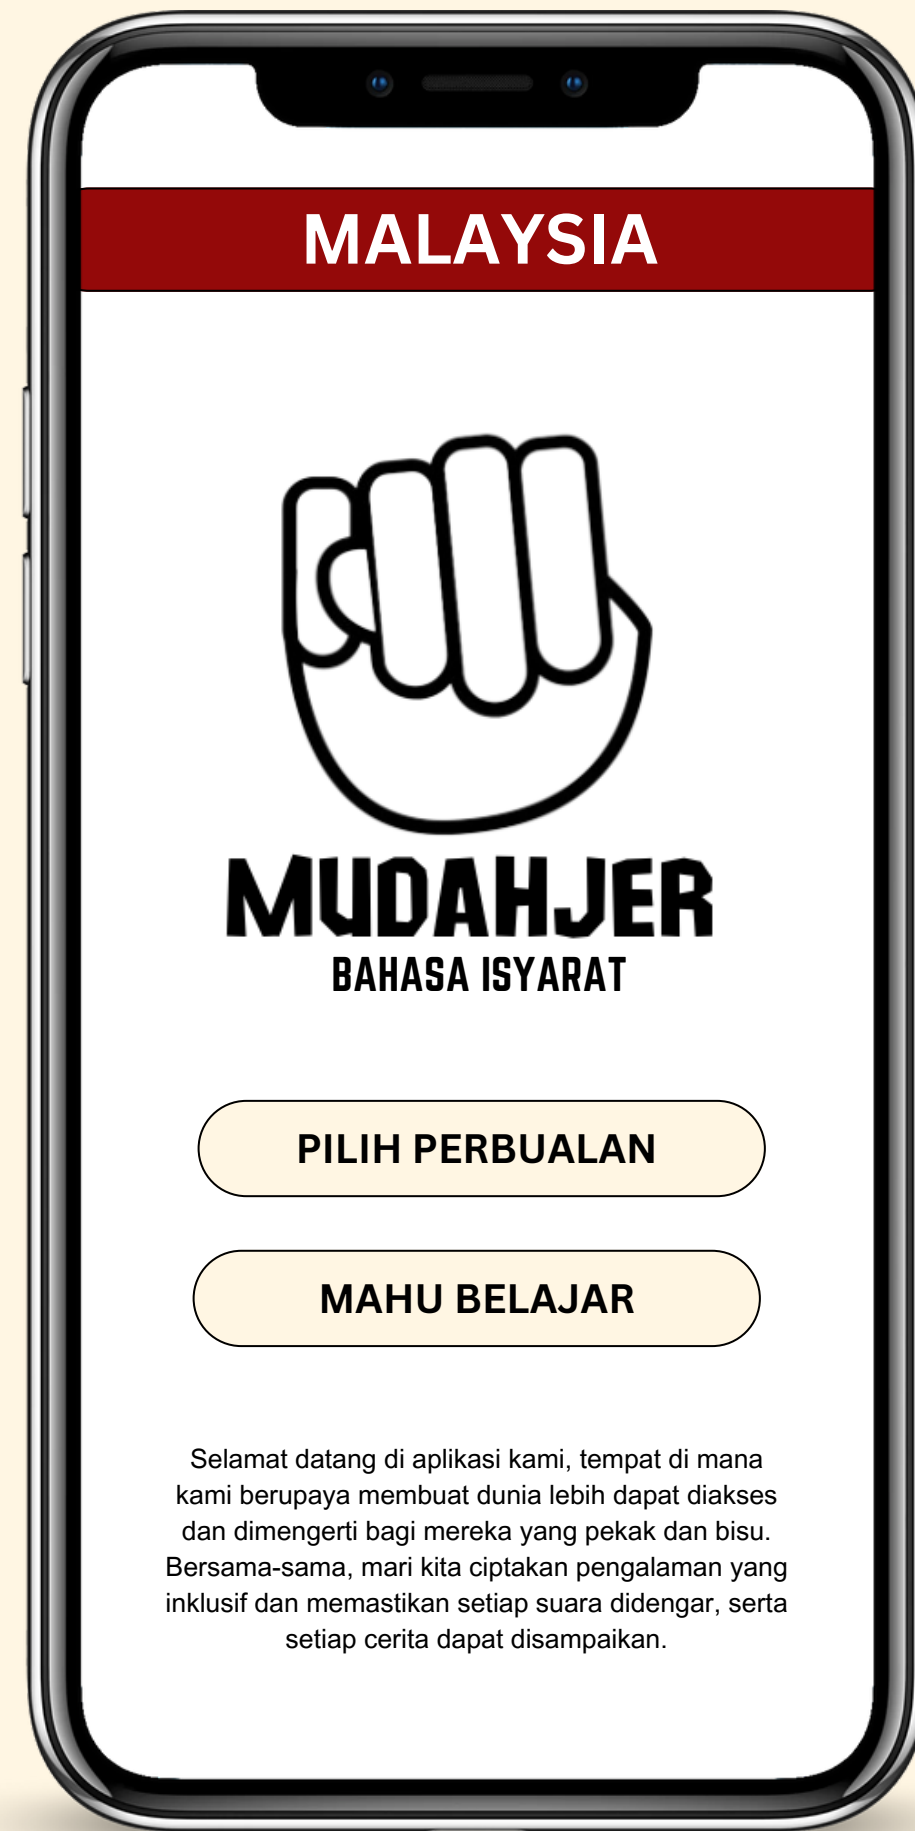 MALAYSIA
MUDAHJER
BAHASA ISYARAT
PILIH PERBUALAN
MAHU BELAJAR
Selamat datang di aplikasi kami, tempat di mana
kami berupaya membuat dunia lebih dapat diakses
dan dimengerti bagi mereka yang pekak dan bisu.
Bersama-sama, mari kita ciptakan pengalaman yang
inklusif dan memastikan setiap suara didengar, serta
setiap cerita dapat disampaikan.